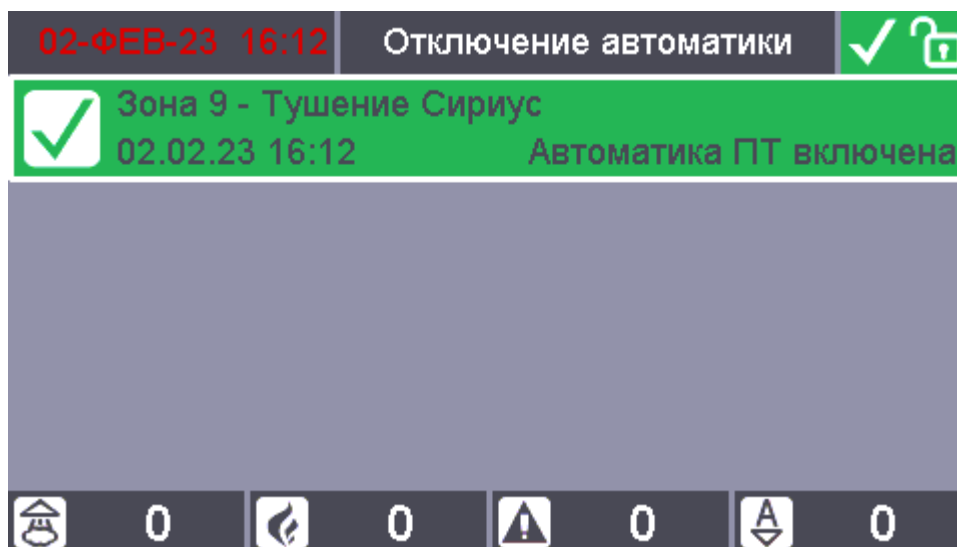 02-ФЕВ-23 16:12 Отключение автоматики
Зона 9 - Тушение Сириус
02.02.23 16:12 Автоматика ПТ включена
0 0 0 A 0